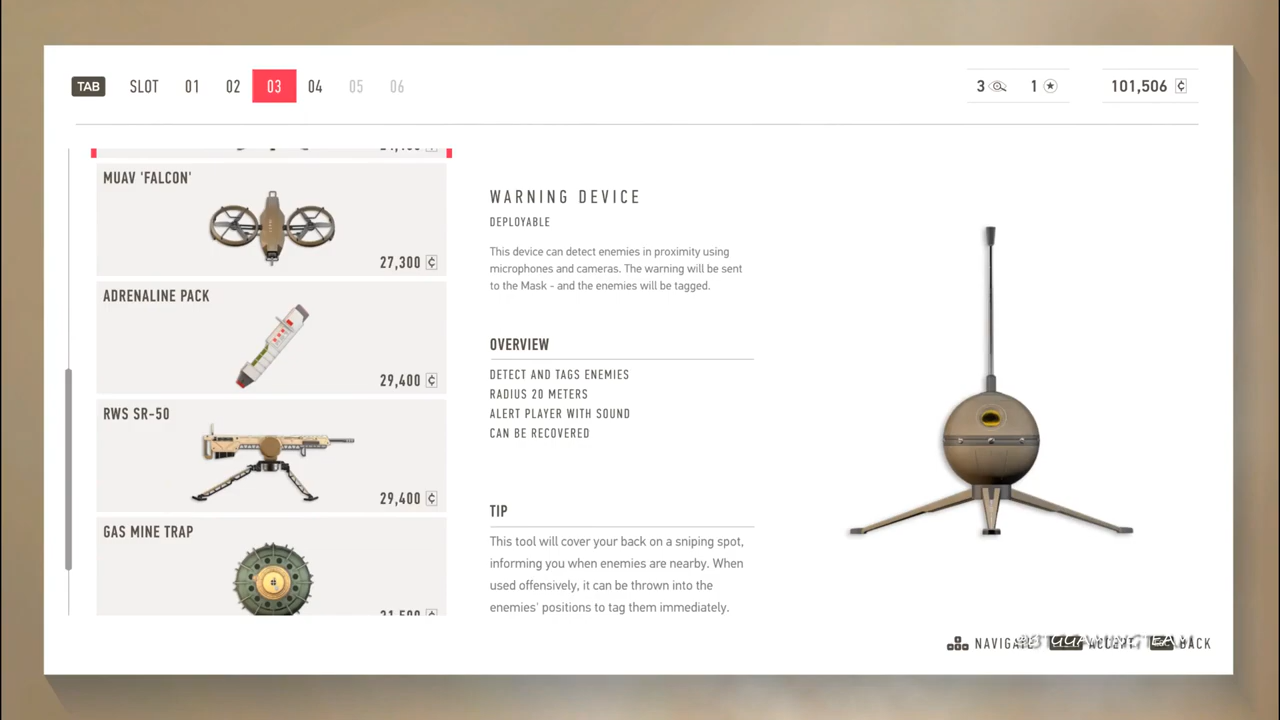 TAB SLOT 01 02 03 04 05 06
3 1 101,506
MUAV 'FALCON'
27,300
ADRENALINE PACK
29,400
RWS SR-50
29,400
GAS MINE TRAP
WARNING DEVICE
DEPLOYABLE
This device can detect enemies in proximity using
microphones and cameras. The warning will be sent
to the Mask - and the enemies will be tagged.
OVERVIEW
DETECT AND TAGS ENEMIES
RADIUS 20 METERS
ALERT PLAYER WITH SOUND
CAN BE RECOVERED
TIP
This tool will cover your back on a sniping spot,
informing you when enemies are nearby. When
used offensively, it can be thrown into the
enemies' positions to tag them immediately.
NAVIGATE ACCEPT BACK